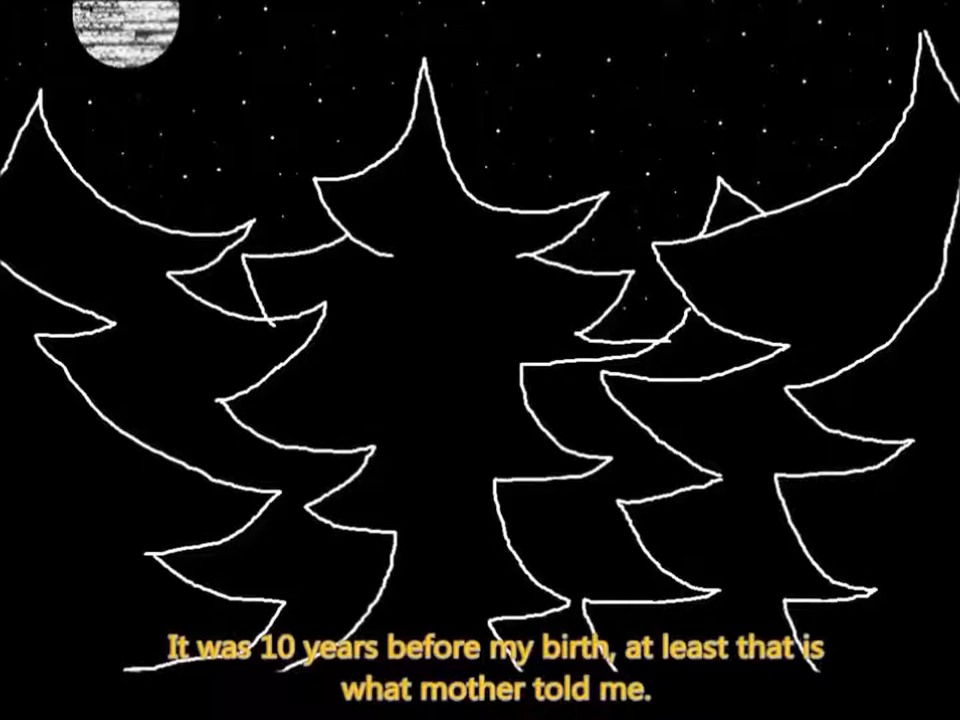 It was 10 years before my birth, at least that is
what mother told me.